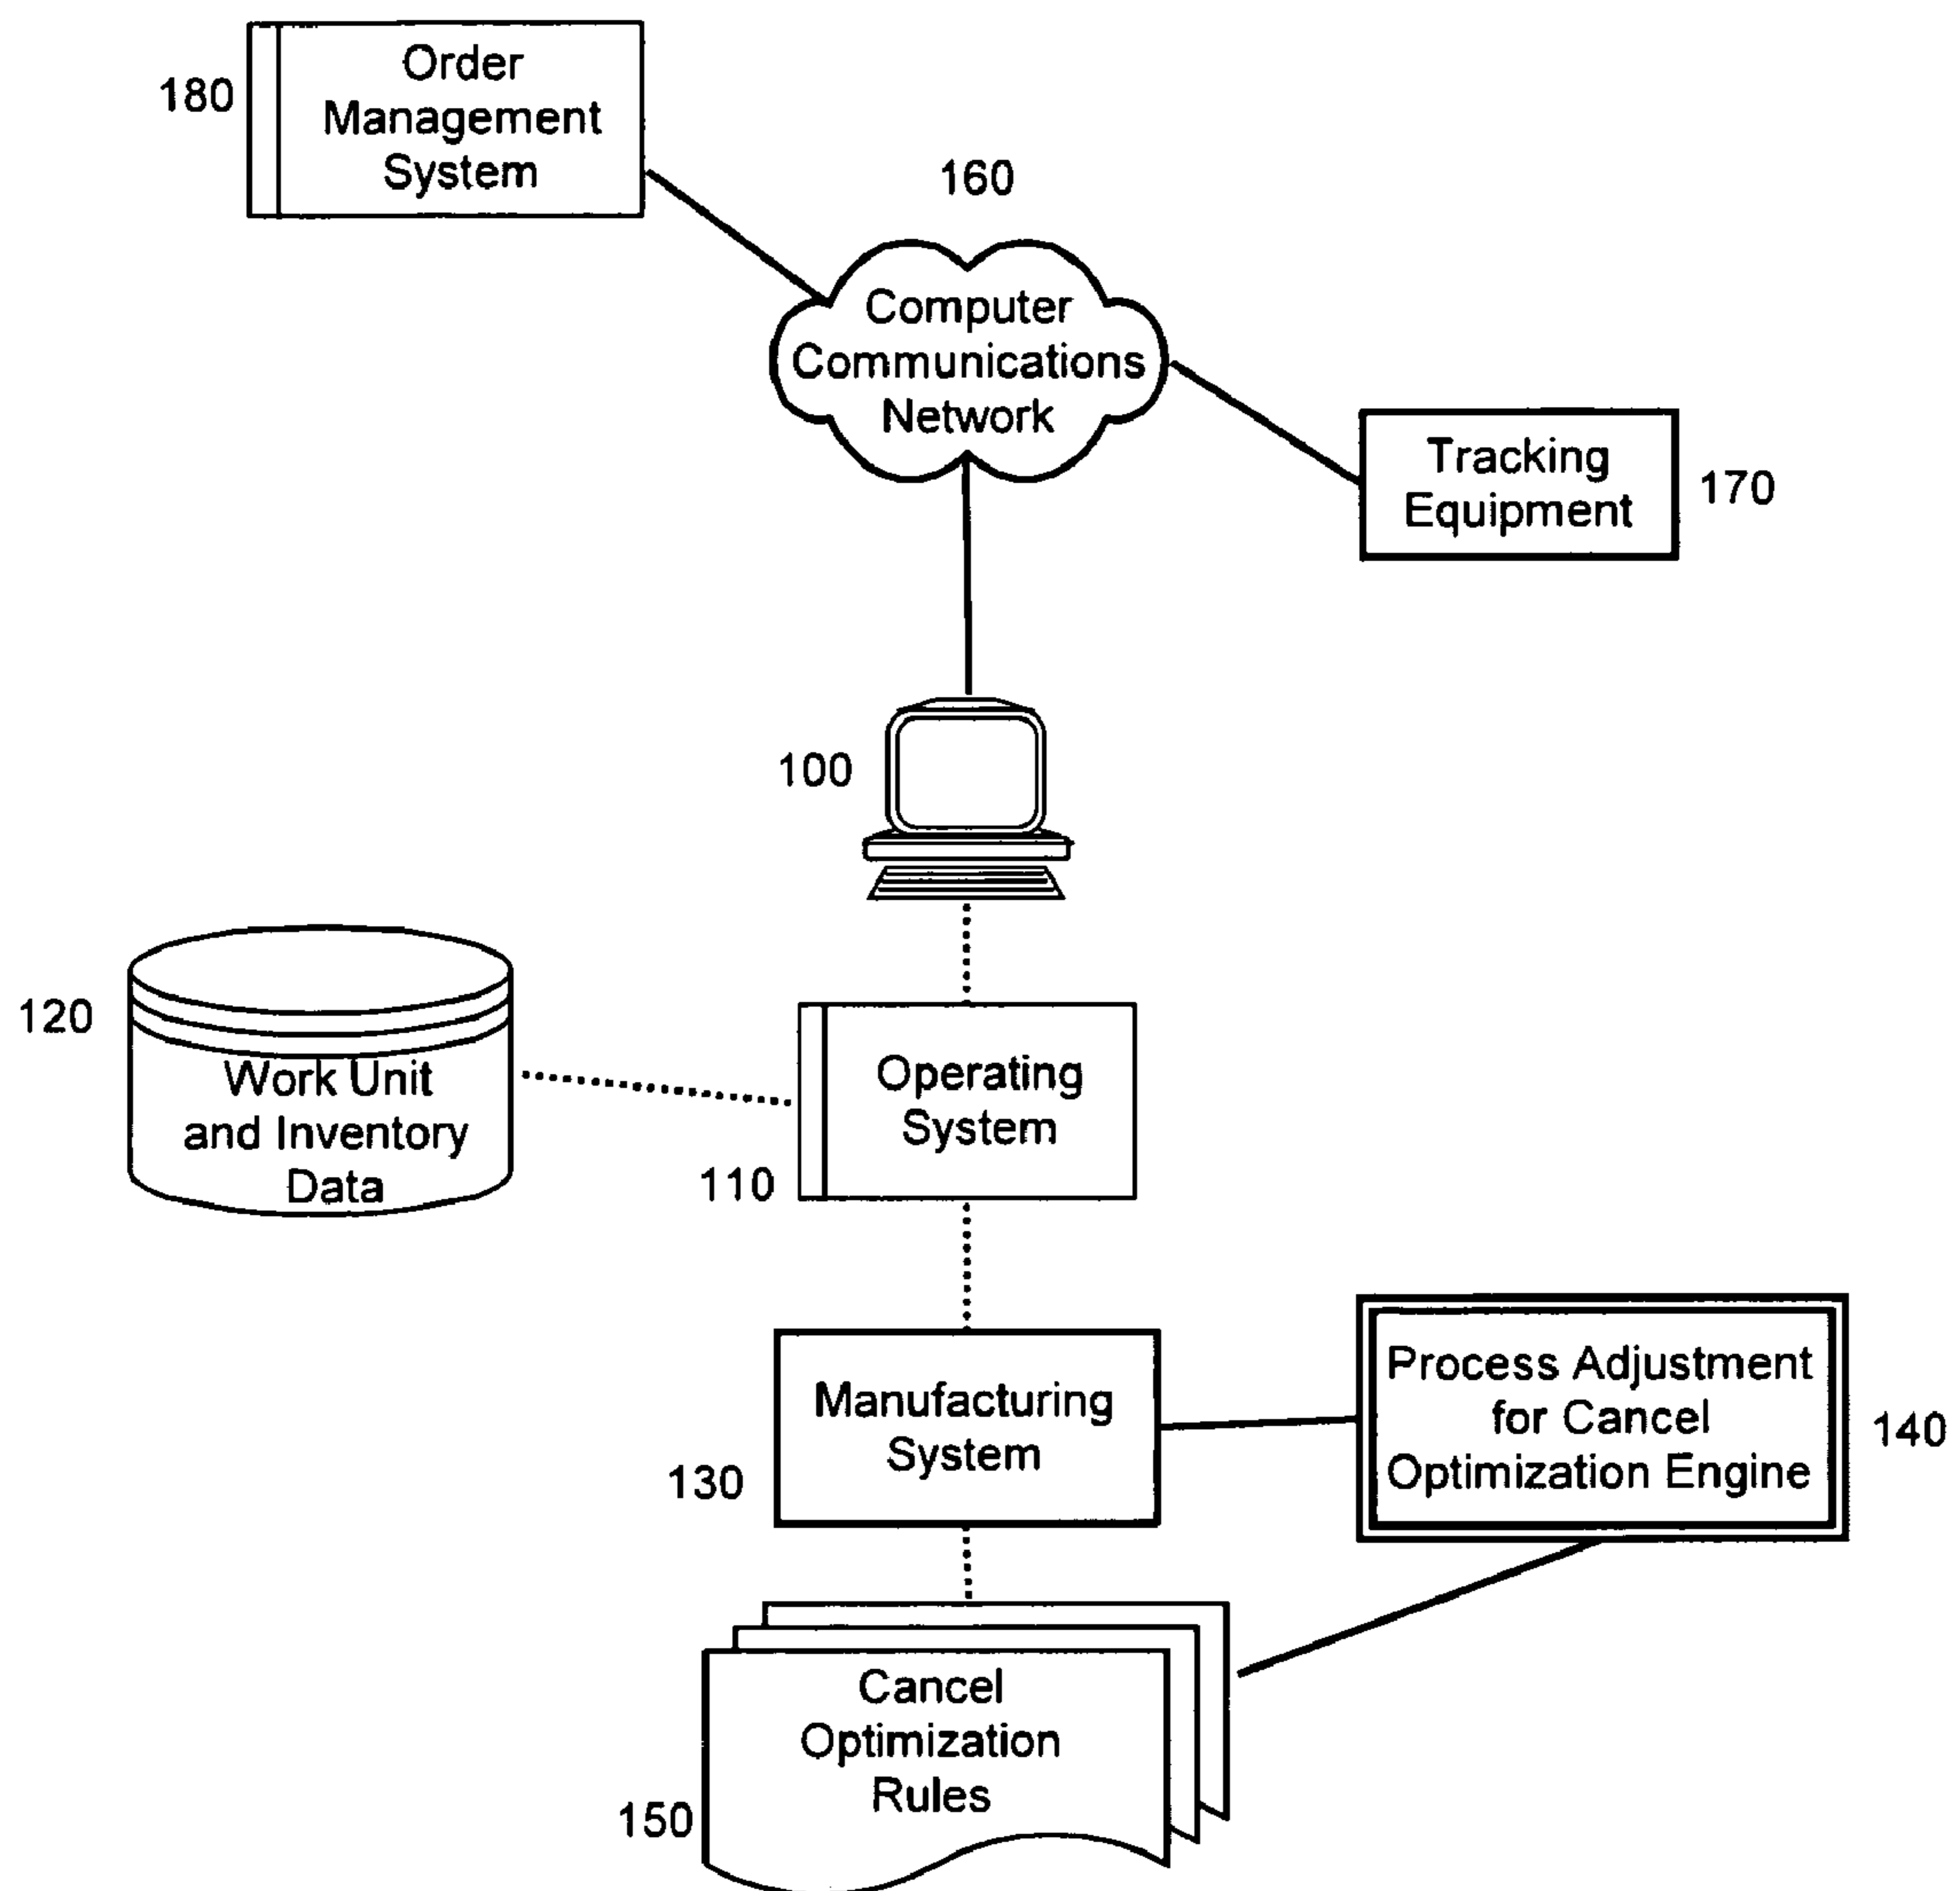 Order
Management
System
180
160
Computer
Communications
Network
Tracking
Equipment
170
100
120
Work Unit
and Inventory
Data
Operating
System
110
Manufacturing
System
130
Process Adjustment
for Cancel
Optimization Engine
140
Cancel
Optimization
Rules
150